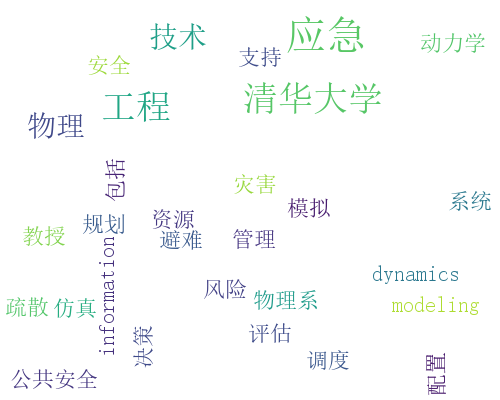 应急
技术
动力学
支持
安全
清华大学
工程
物理
包括
灾害
模拟
系统
资源
规划
教授
避难
管理
information
dynamics
风险
物理系
modeling
疏散
仿真
评估
决策
调度
配置
公共安全